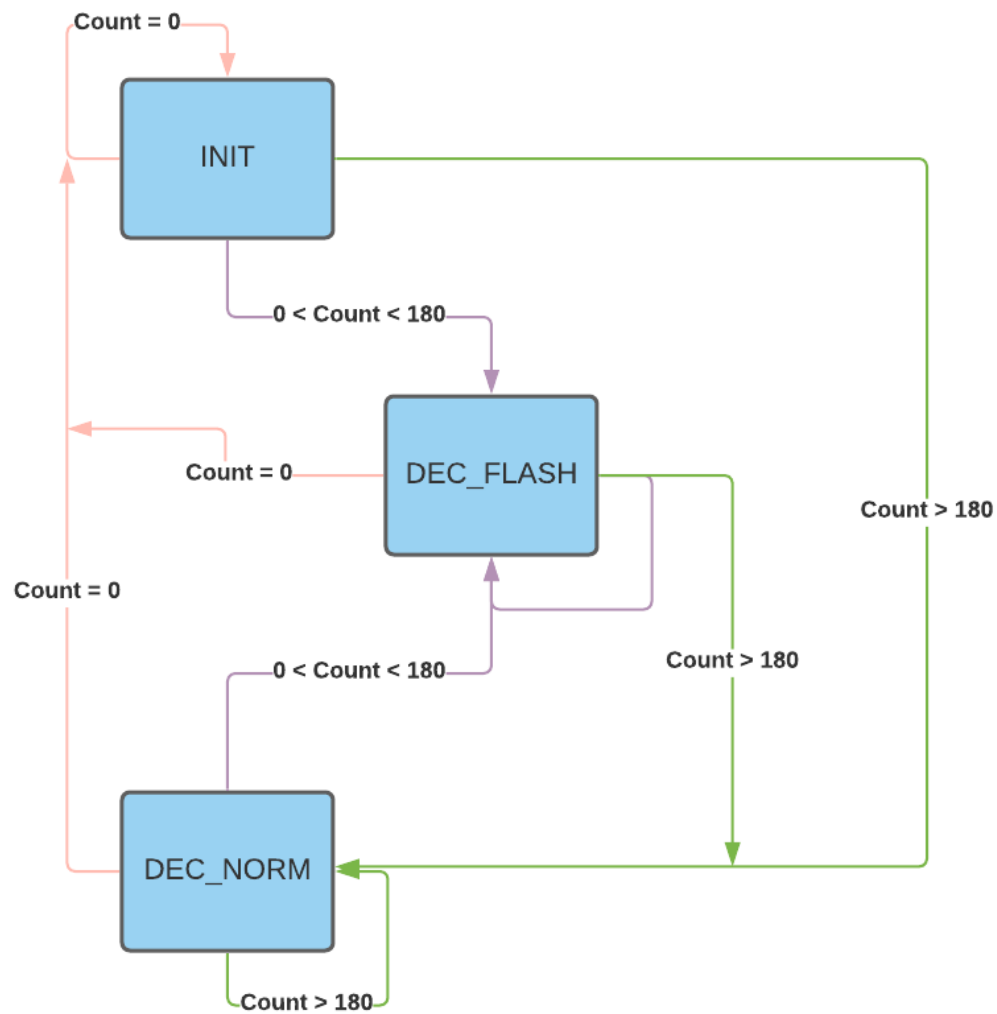 Count = 0
INIT
0 < Count < 180
DEC_FLASH
Count = 0
Count > 180
Count = 0
Count > 180
0 < Count < 180
DEC_NORM
Count > 180